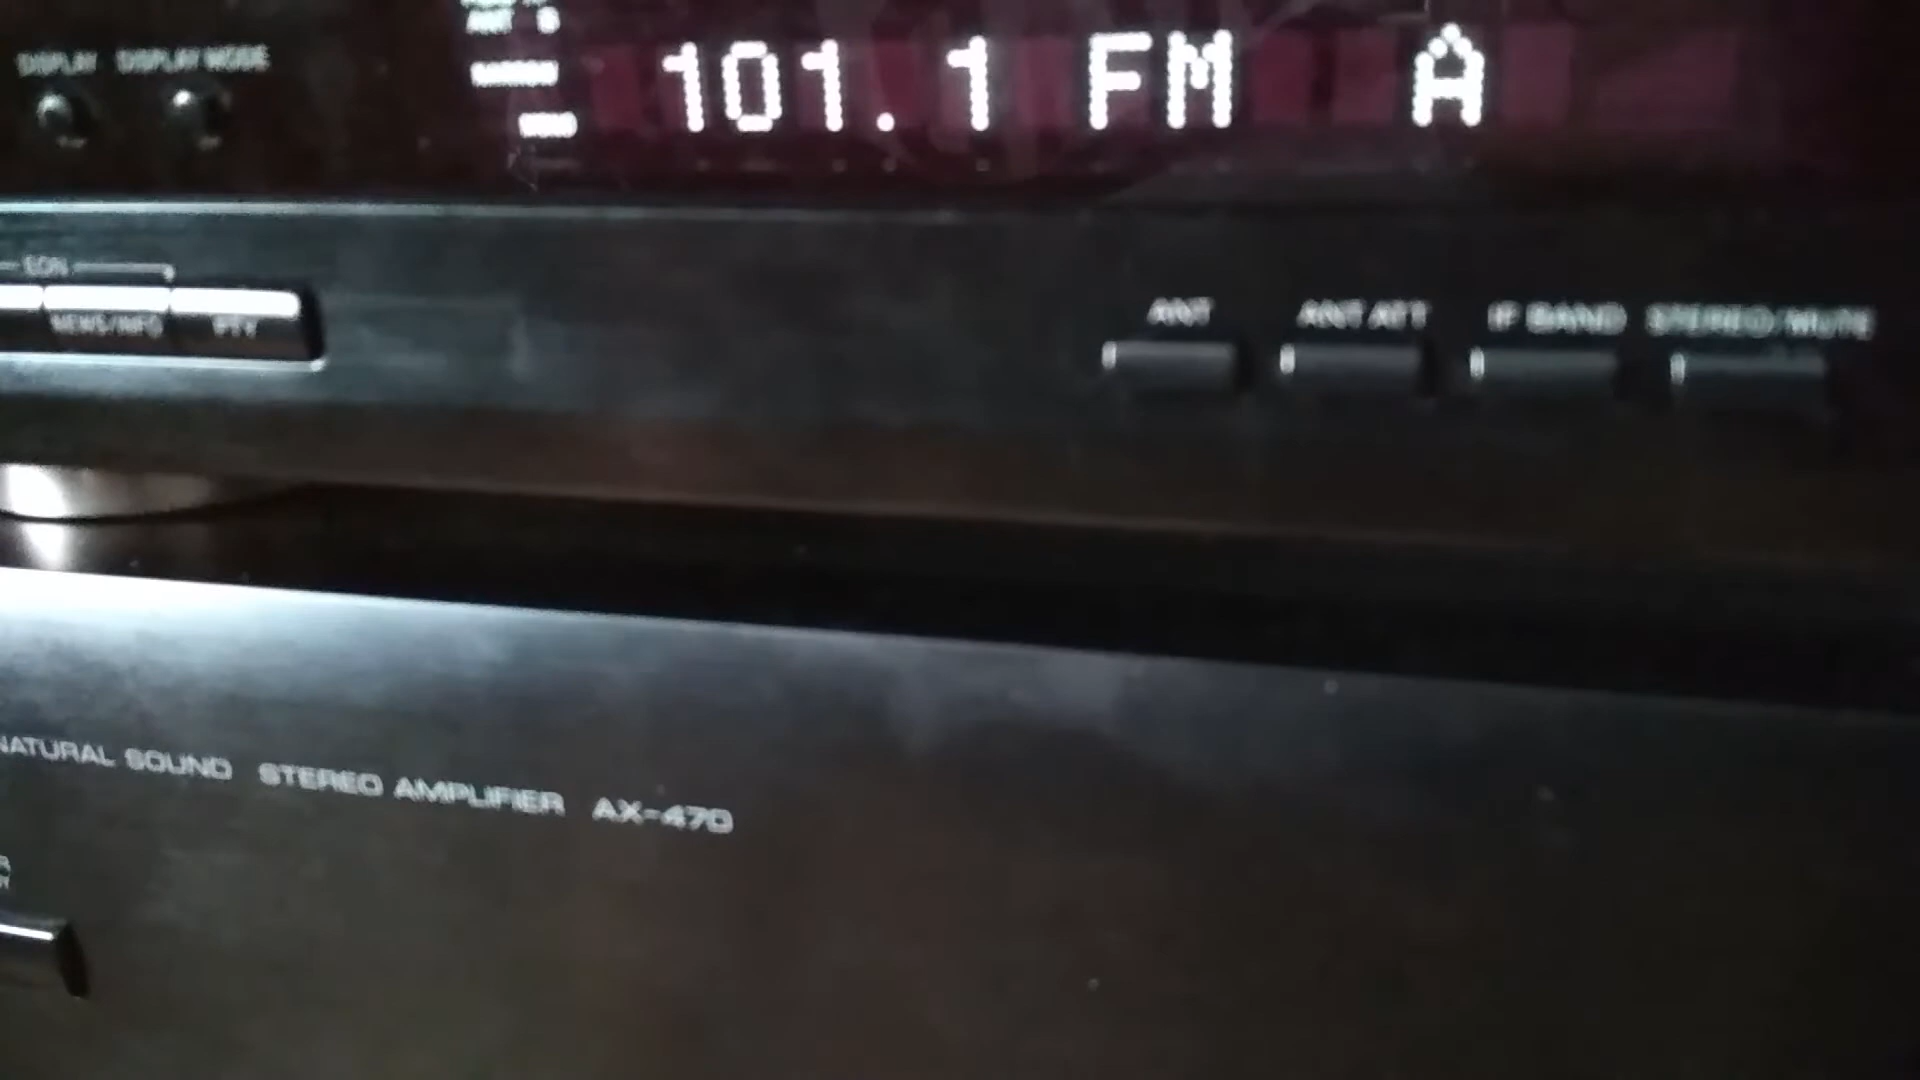 ANT B
DISPLAY DISPLAY MODE
101.1 FM A
EON
NEWS/INFO PTY
ANT ANT ATT IF BAND STEREO/MUTE
NATURAL SOUND STEREO AMPLIFIER AX-470